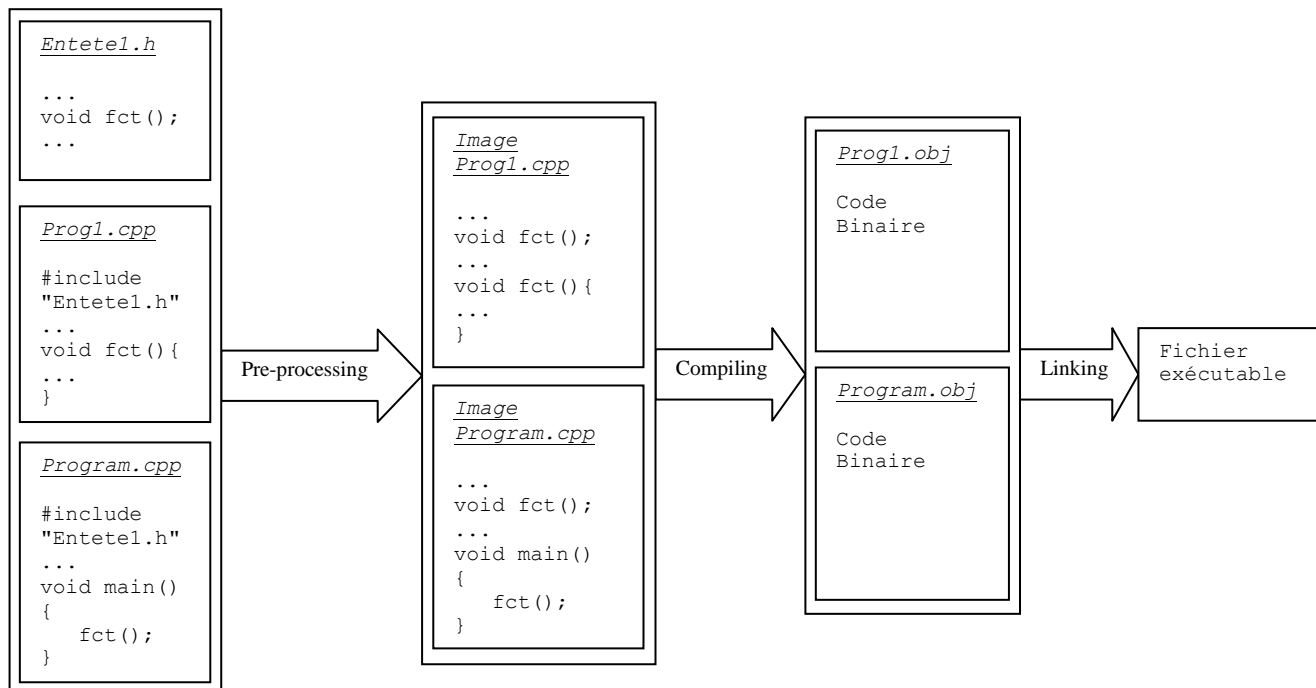 Entete1.h
...
void fct();
...
Prog1.cpp
#include
"Entete1.h"
...
void fct(){
...
}
Program.cpp
#include
"Entete1.h"
...
void main()
{
fct();
}
Pre-processing
Image
Prog1.cpp
...
void fct();
...
void fct(){
...
}
Image
Program.cpp
...
void fct();
...
void main()
{
fct();
}
Compiling
Prog1.obj
Code
Binaire
Program.obj
Code
Binaire
Linking
Fichier
exécutable